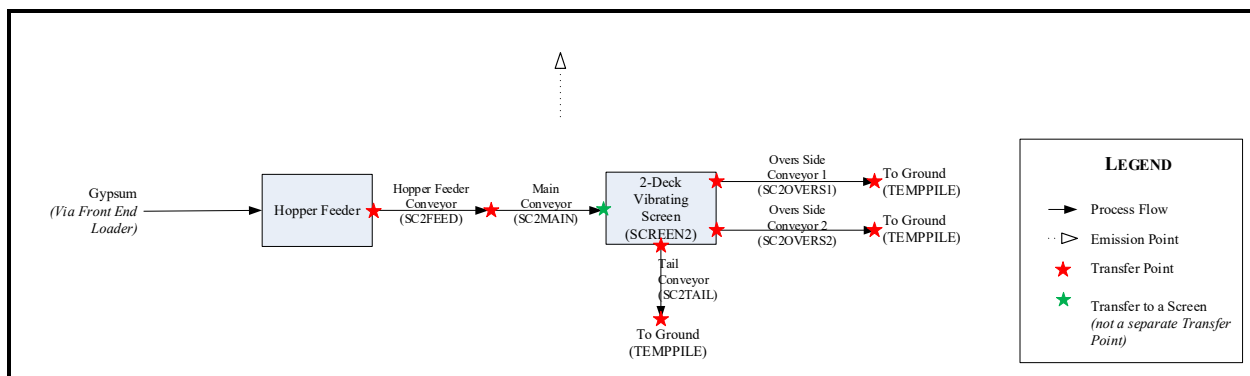 Gypsum
(Via Front End
Loader)
Hopper Feeder
Hopper Feeder
Conveyor
(SC2FEED)
Main
Conveyor
(SC2MAIN)
2-Deck
Vibrating
Screen
(SCREEN2)
Overs Side
Conveyor 1
(SC2OVERS1)
To Ground
(TEMPPILE)
Overs Side
Conveyor 2
(SC2OVERS2)
To Ground
(TEMPPILE)
Tail
Conveyor
(SC2TAIL)
To Ground
(TEMPPILE)
LEGEND
Process Flow
Emission Point
Transfer Point
Transfer to a Screen
(not a separate Transfer
Point)